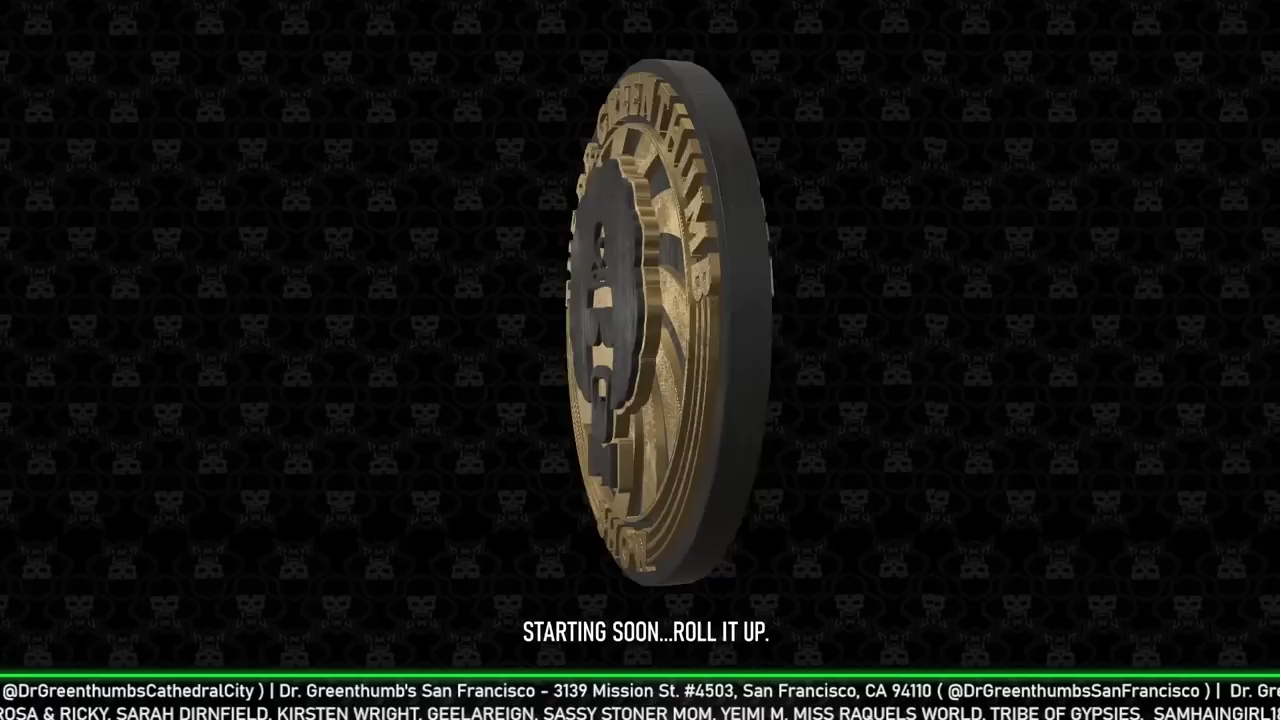 GREENTHUMB
STARTING SOON...ROLL IT UP.
@DrGreenthumbsCathedralCity ) | Dr. Greenthumb's San Francisco - 3139 Mission St. #4503, San Francisco, CA 94110 ( @DrGreenthumbsSanFrancisco ) | Dr. Gre
ROSA & RICKY, SARAH DIRNFIELD, KIRSTEN WRIGHT, GEELAREIGN, SASSY STONER MOM, YEIMI M, MISS RAQUELS WORLD, TRIBE OF GYPSIES, SAMHAINGIRL1